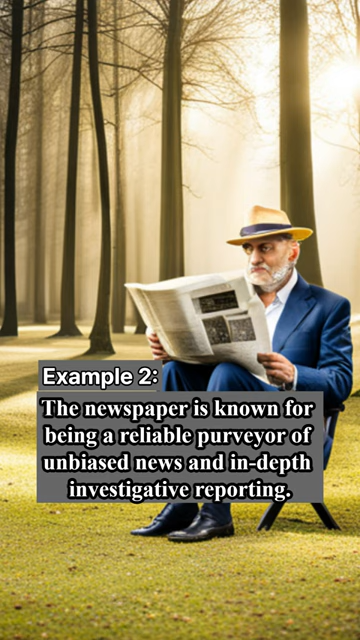 Example 2:
The newspaper is known for
being a reliable purveyor of
unbiased news and in-depth
investigative reporting.